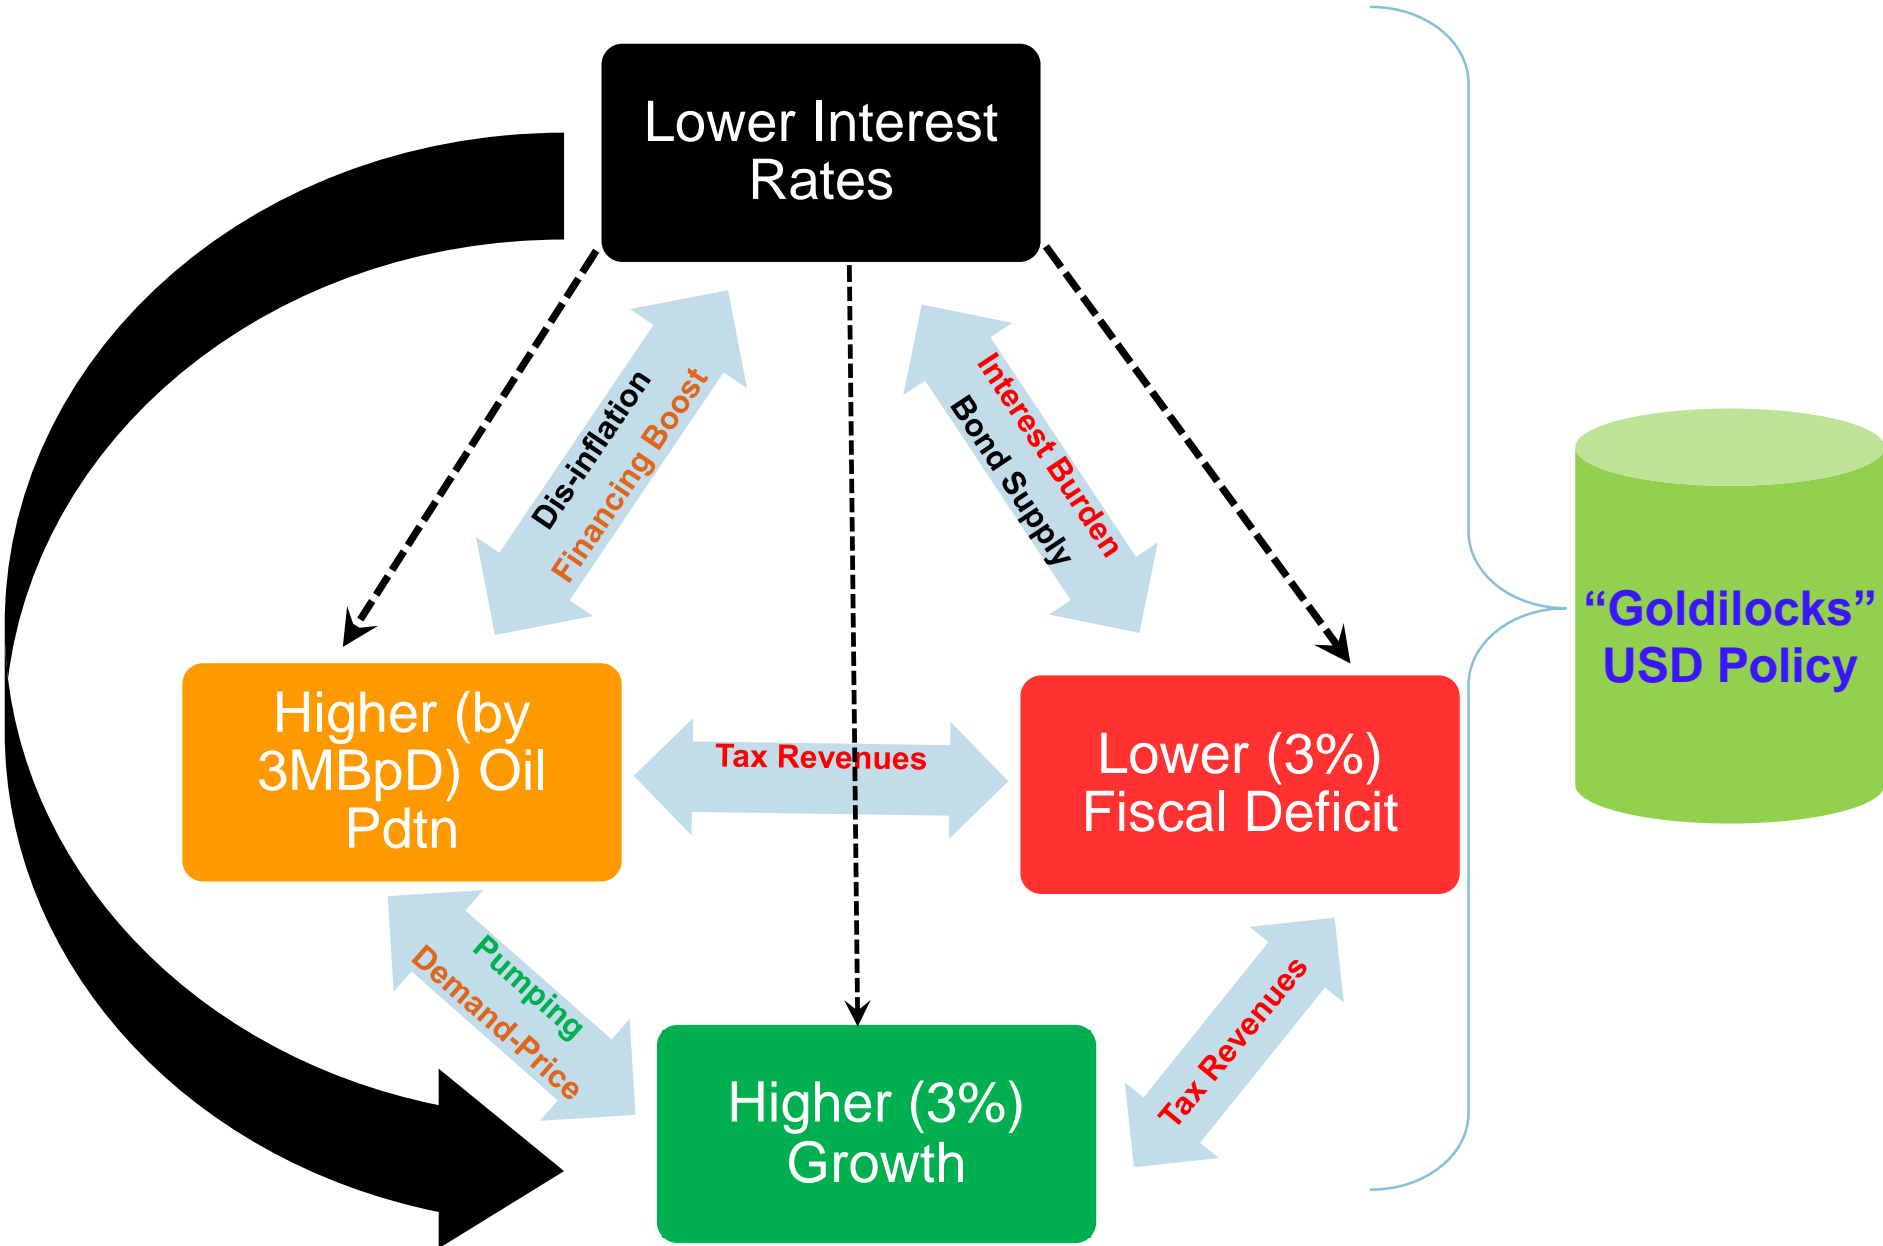 Lower Interest
Rates
Dis-inflation
Financing Boost
Interest Burden
Bond Supply
Higher (by
3MBpD) Oil
Pdtn
Tax Revenues
Lower (3%)
Fiscal Deficit
“Goldilocks”
USD Policy
Pumping
Demand-Price
Tax Revenues
Higher (3%)
Growth